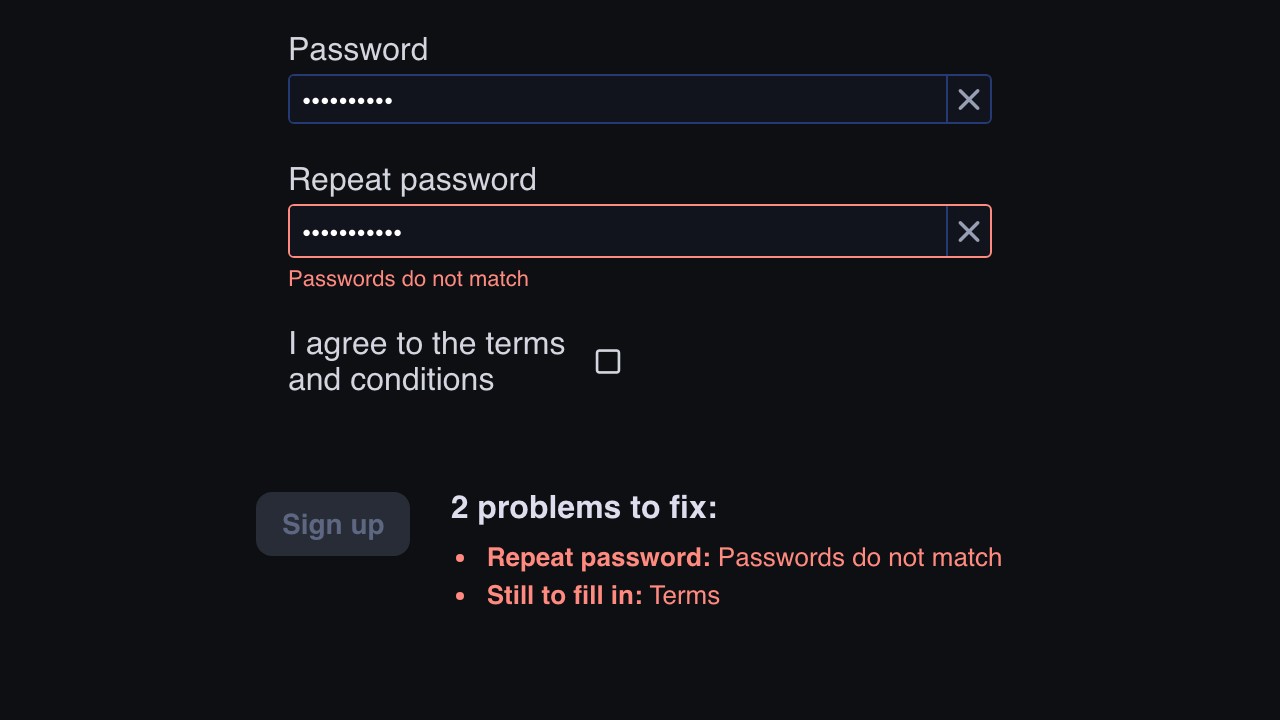 Password
••••••••••
Repeat password
•••••••••••
Passwords do not match
I agree to the terms
and conditions
Sign up
2 problems to fix:
• Repeat password: Passwords do not match
• Still to fill in: Terms